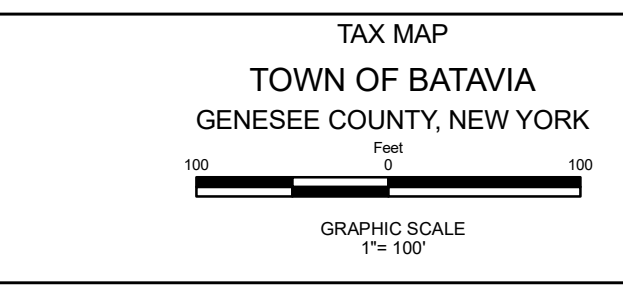 TAX MAP
TOWN OF BATAVIA
GENESEE COUNTY, NEW YORK
Feet
100 0 100
GRAPHIC SCALE
1"= 100'